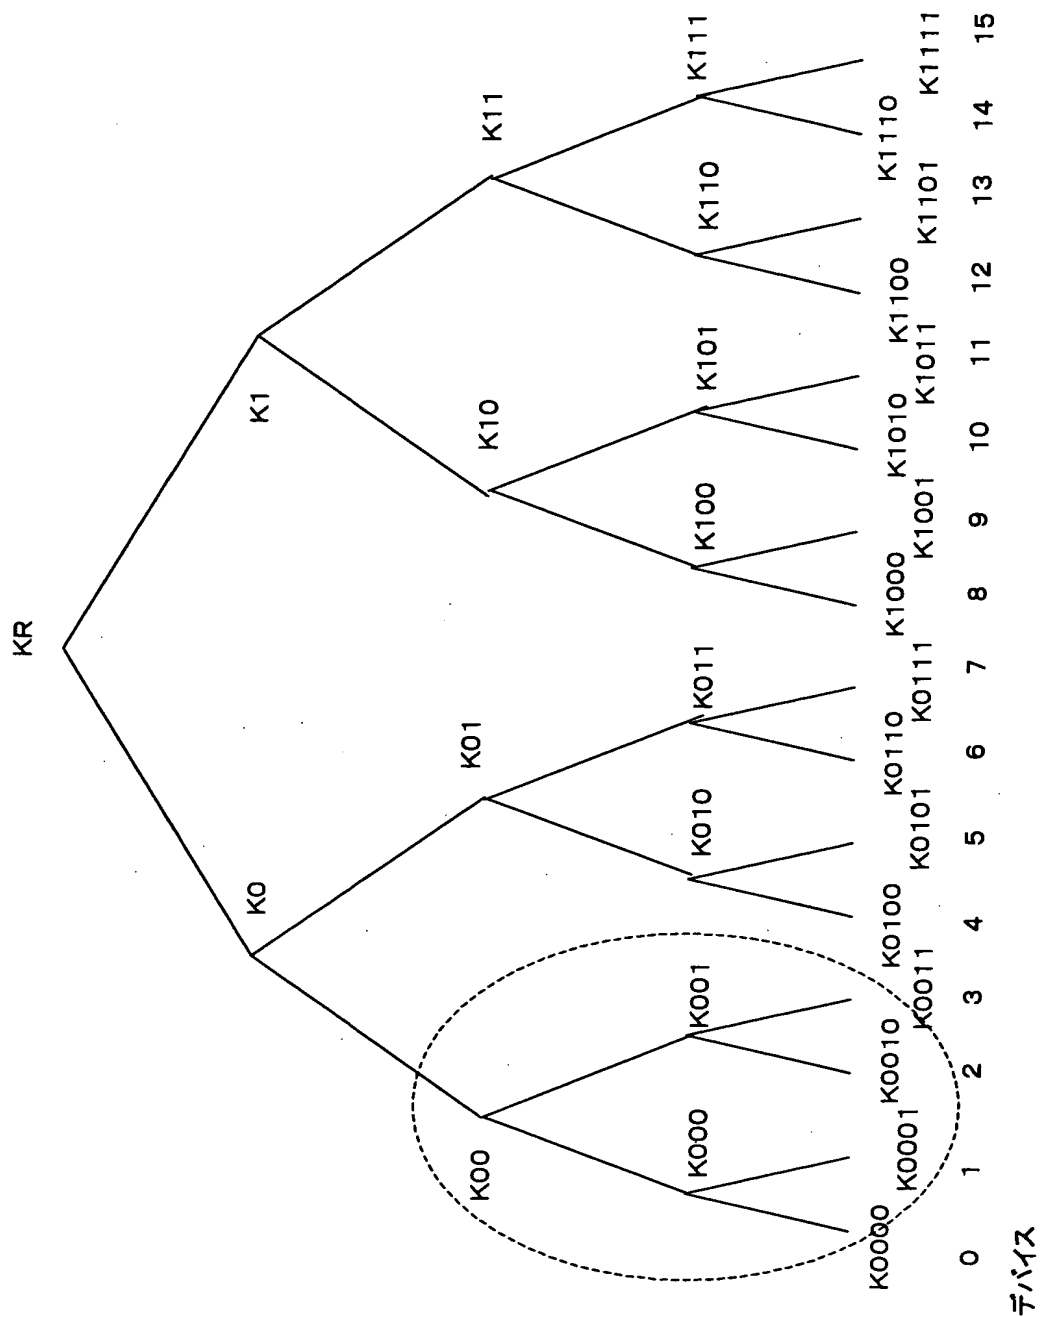 KR
K0
K1
K00
K01
K10
K11
K000
K001
K010
K011
K100
K101
K110
K111
K0000
K0001
K0010
K0011
K0100
K0101
K0110
K0111
K1000
K1001
K1010
K1011
K1100
K1101
K1110
K1111
デバイス 0 1 2 3 4 5 6 7 8 9 10 11 12 13 14 15